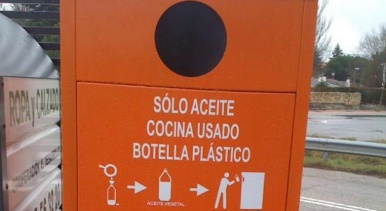 SÓLO ACEITE
COCINA USADO
BOTELLA PLÁSTICO
ACEITE VEGETAL
ROPA y CALZADO